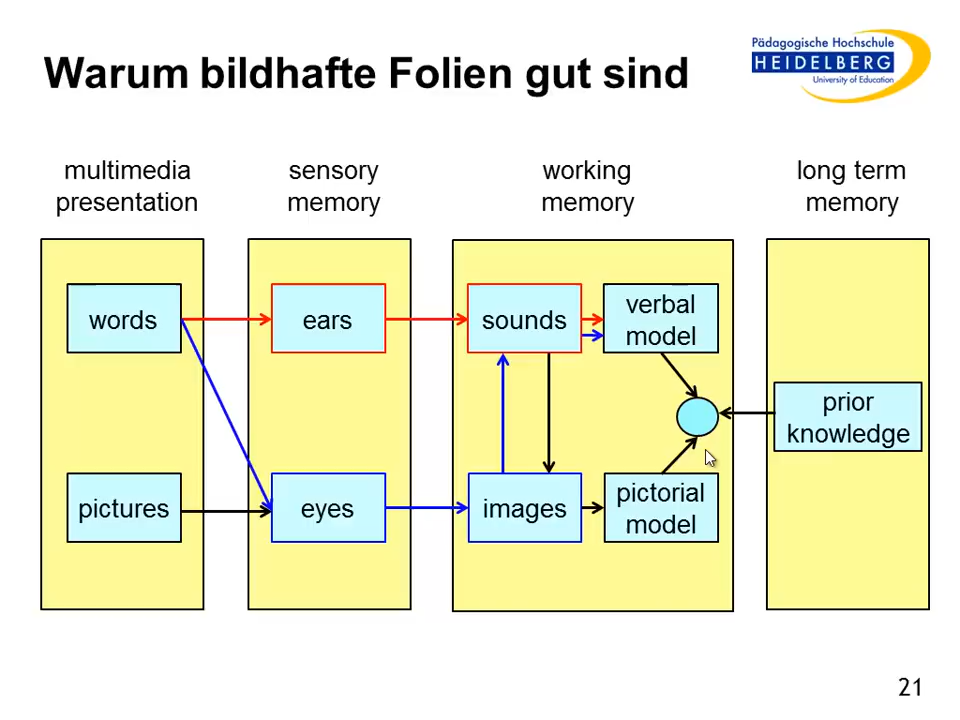 Warum bildhafte Folien gut sind
Pädagogische Hochschule
HEIDELBERG
University of Education
multimedia
presentation
sensory
memory
working
memory
long term
memory
words
ears
sounds
verbal
model
prior
knowledge
pictures
eyes
images
pictorial
model
21